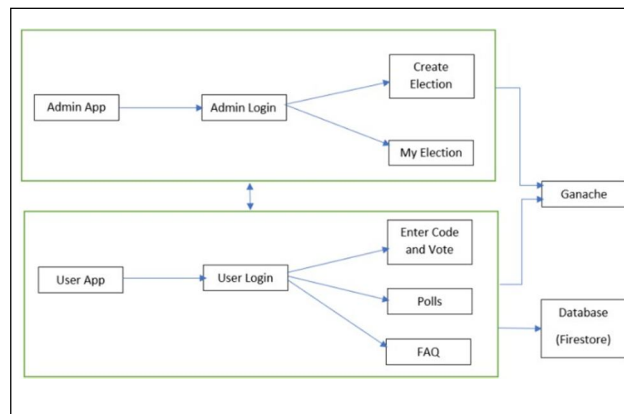 Create
Election
Admin App
Admin Login
My Election
Ganache
Enter Code
and Vote
User App
User Login
Polls
Database
(Firestore)
FAQ